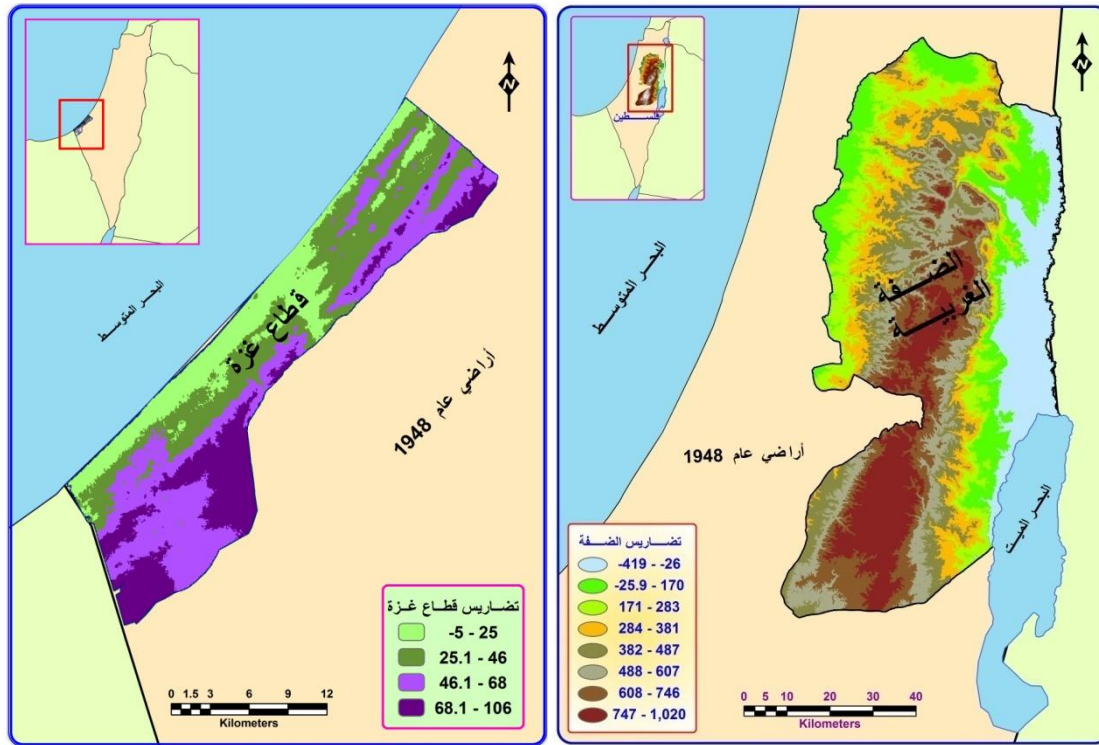 N
البحر المتوسط
قطاع غزة
أراضي عام 1948
تضاريس قطاع غزة
-5 - 25
25.1 - 46
46.1 - 68
68.1 - 106
0 1.5 3 6 9 12
Kilometers
N
فلسطين
البحر المتوسط
الضفة
الغربية
أراضي عام 1948
البحر الميت
تضاريس الضفة
-419 - -26
-25.9 - 170
171 - 283
284 - 381
382 - 487
488 - 607
608 - 746
747 - 1,020
0 5 10 20 30 40
Kilometers